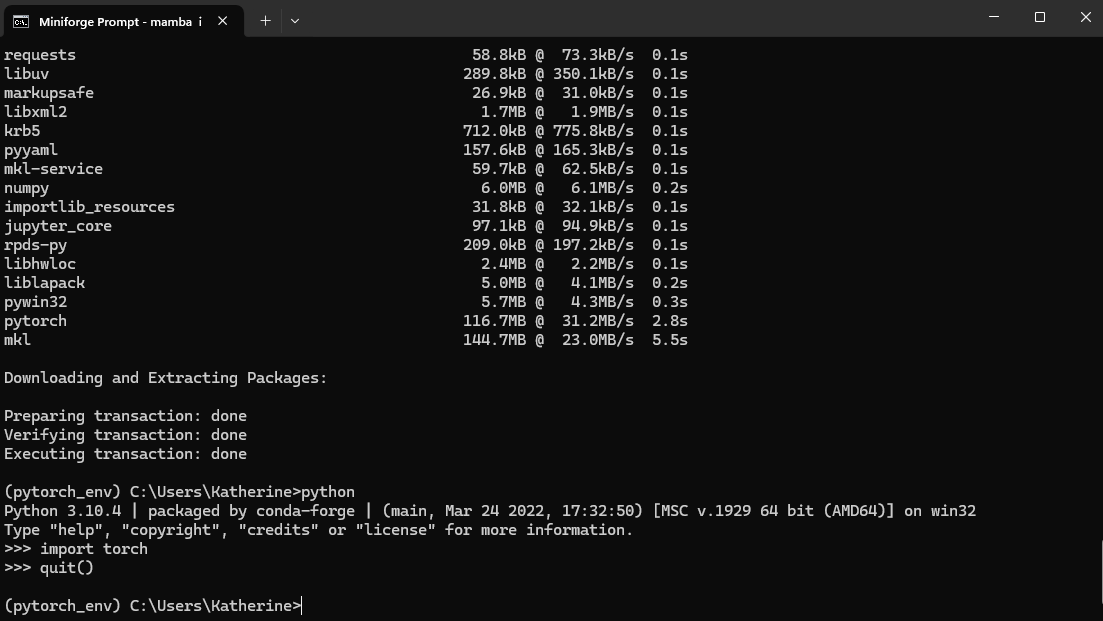 Miniforge Prompt - mamba i
requests 58.8kB @ 73.3kB/s 0.1s
libuv 289.8kB @ 350.1kB/s 0.1s
markupsafe 26.9kB @ 31.0kB/s 0.1s
libxml2 1.7MB @ 1.9MB/s 0.1s
krb5 712.0kB @ 775.8kB/s 0.1s
pyyaml 157.6kB @ 165.3kB/s 0.1s
mkl-service 59.7kB @ 62.5kB/s 0.1s
numpy 6.0MB @ 6.1MB/s 0.2s
importlib_resources 31.8kB @ 32.1kB/s 0.1s
jupyter_core 97.1kB @ 94.9kB/s 0.1s
rpds-py 209.0kB @ 197.2kB/s 0.1s
libhwloc 2.4MB @ 2.2MB/s 0.1s
liblapack 5.0MB @ 4.1MB/s 0.2s
pywin32 5.7MB @ 4.3MB/s 0.3s
pytorch 116.7MB @ 31.2MB/s 2.8s
mkl 144.7MB @ 23.0MB/s 5.5s
Downloading and Extracting Packages:
Preparing transaction: done
Verifying transaction: done
Executing transaction: done
(pytorch_env) C:\Users\Katherine>python
Python 3.10.4 | packaged by conda-forge | (main, Mar 24 2022, 17:32:50) [MSC v.1929 64 bit (AMD64)] on win32
Type "help", "copyright", "credits" or "license" for more information.
>>> import torch
>>> quit()
(pytorch_env) C:\Users\Katherine>